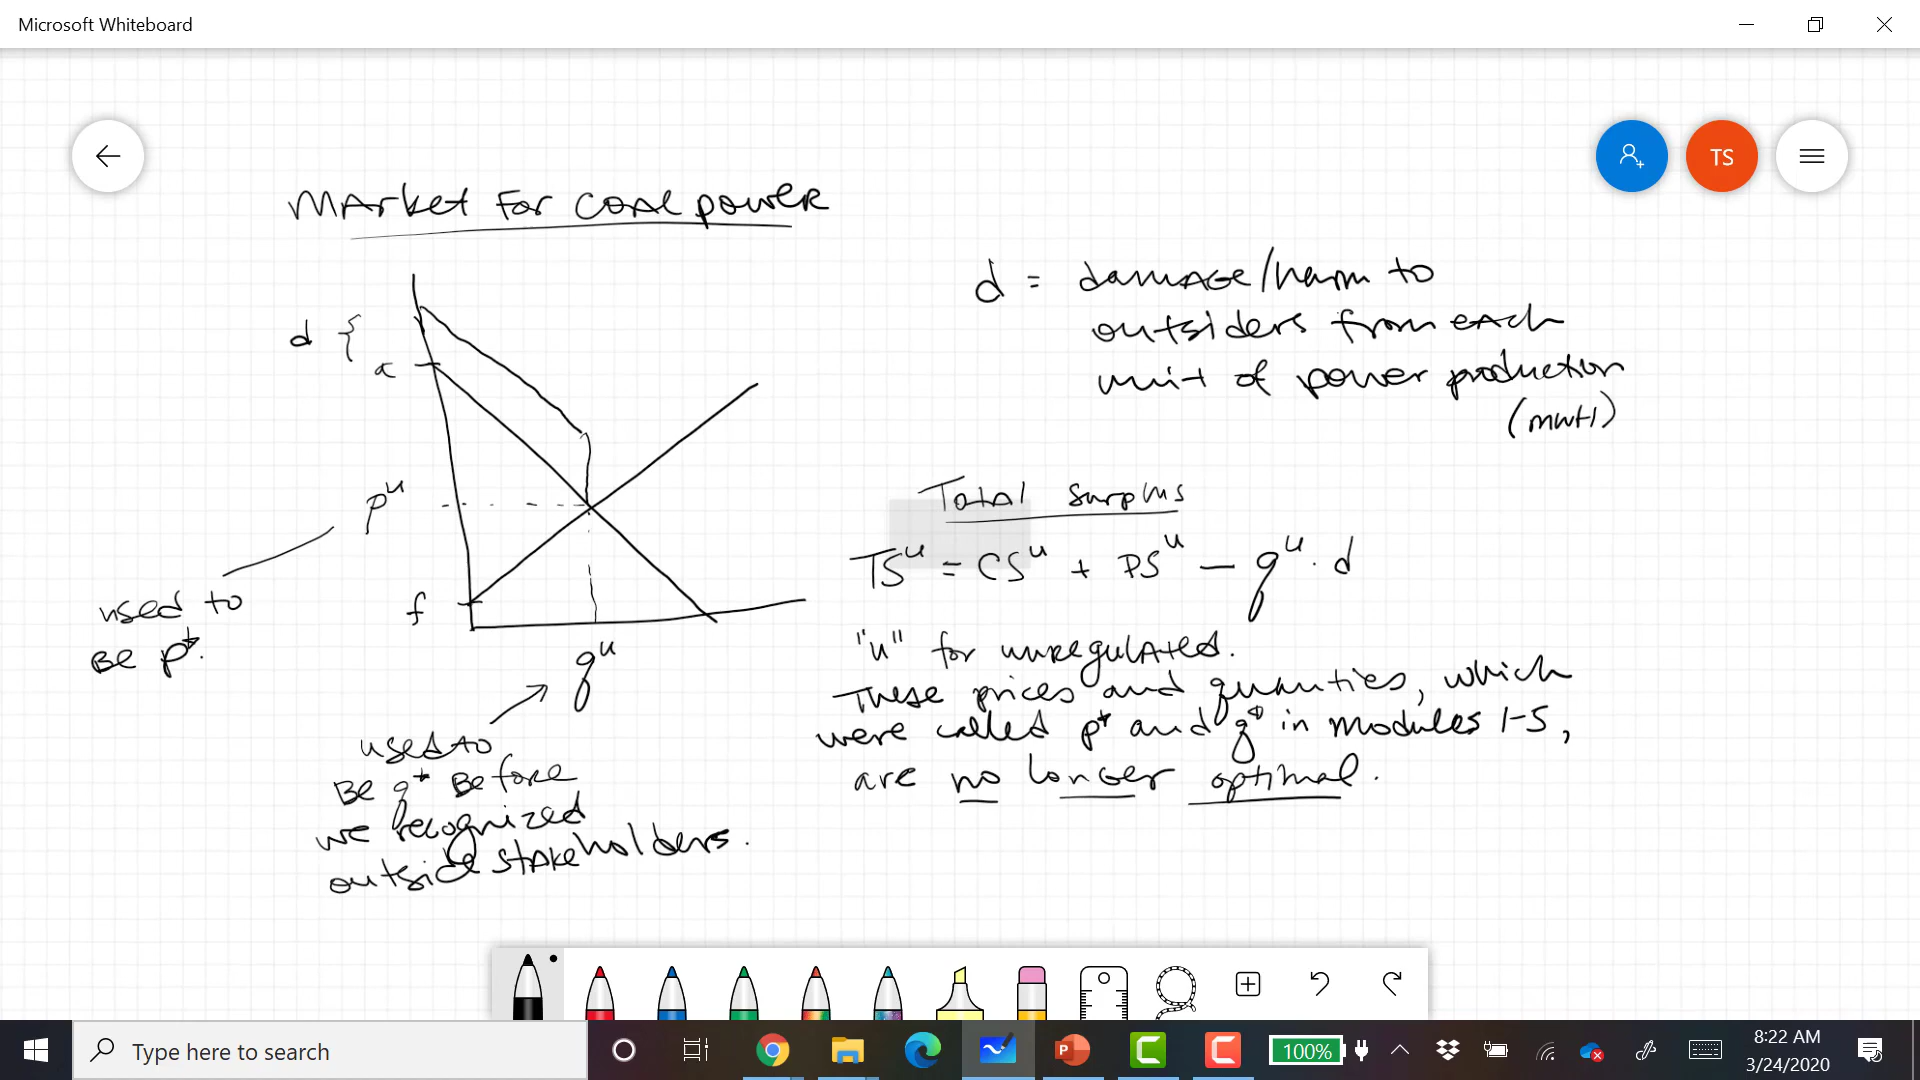 Microsoft Whiteboard
TS
Market for coal power
d {
a
p^u
f
q^u
used to
Be p*.
used to
Be q* Before
we recognized
outside stakeholders.
d = damage/harm to
outsiders from each
unit of power production
(mwH)
Total surplus
TS^u = CS^u + PS^u - q^u · d
"u" for unregulated.
These prices and quantities, which
were called p* and q* in modules 1-5,
are no longer optimal.
Type here to search
100%
8:22 AM
3/24/2020